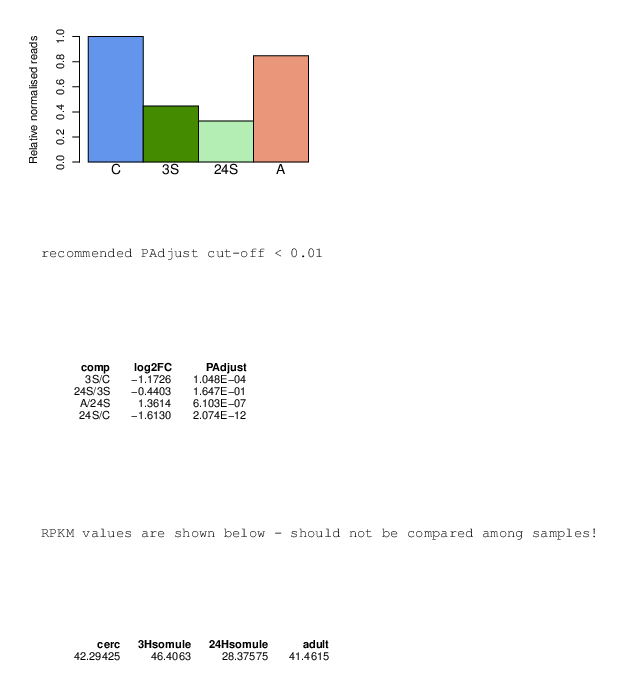 Relative normalised reads
1.0
0.8
0.6
0.4
0.2
0.0
C 3S 24S A
recommended PAdjust cut-off < 0.01
comp log2FC PAdjust
3S/C −1.1726 1.048E−04
24S/3S −0.4403 1.647E−01
A/24S 1.3614 6.103E−07
24S/C −1.6130 2.074E−12
RPKM values are shown below - should not be compared among samples!
cerc 3Hsomule 24Hsomule adult
42.29425 46.4063 28.37575 41.4615